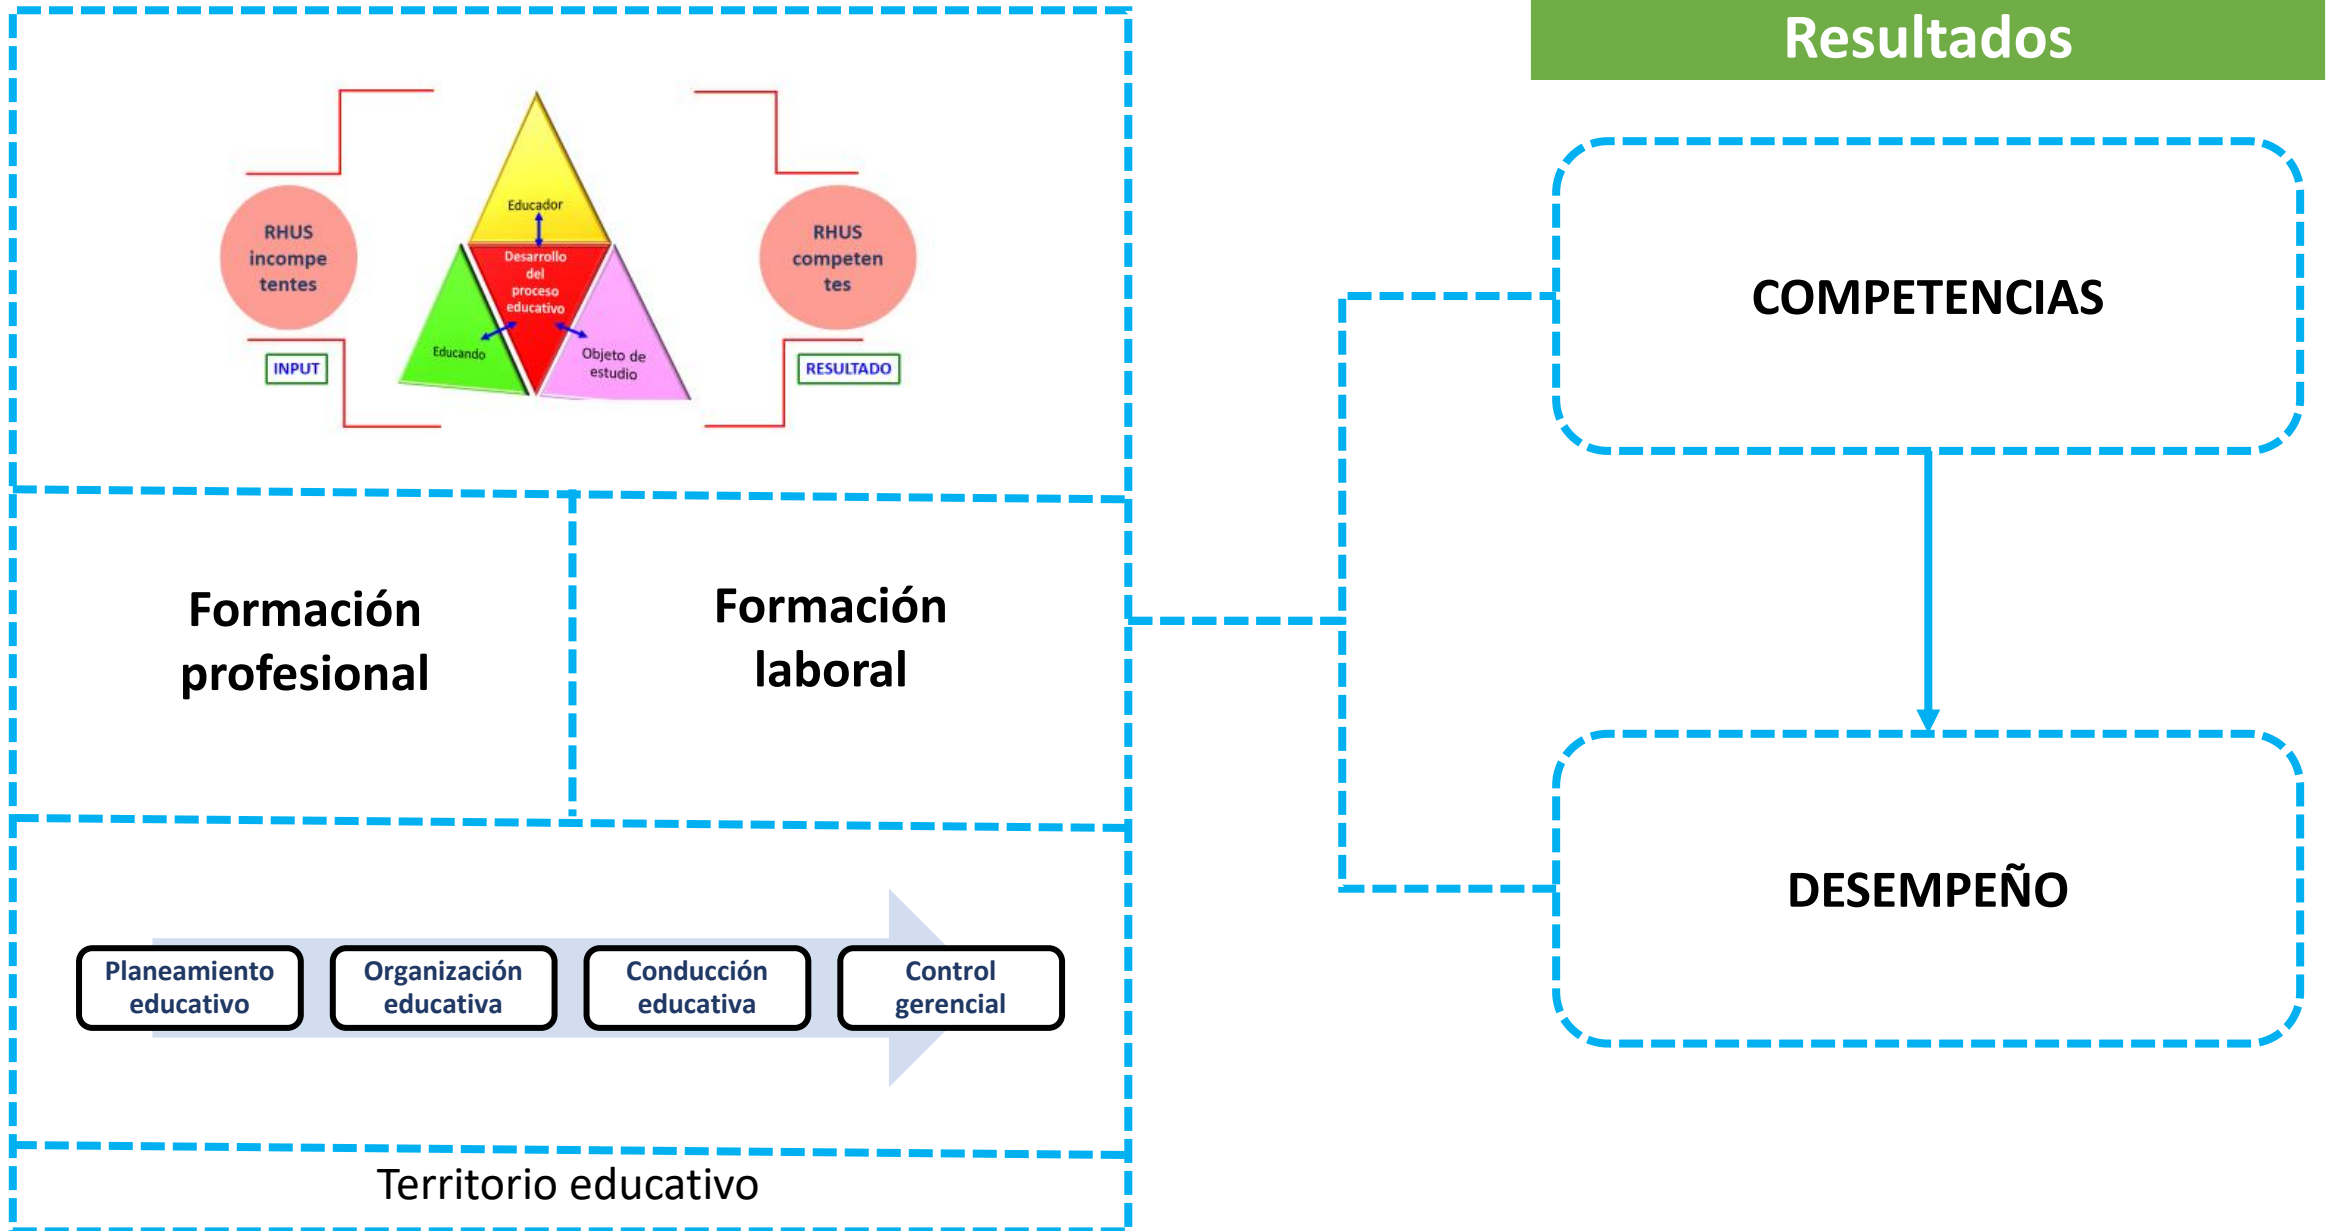 Resultados
Educador
RHUS
incompe
tentes
Desarrollo
del
proceso
educativo
RHUS
competen
tes
Educando
Objeto de
estudio
INPUT
RESULTADO
COMPETENCIAS
Formación
profesional
Formación
laboral
DESEMPEÑO
Planeamiento
educativo
Organización
educativa
Conducción
educativa
Control
gerencial
Territorio educativo